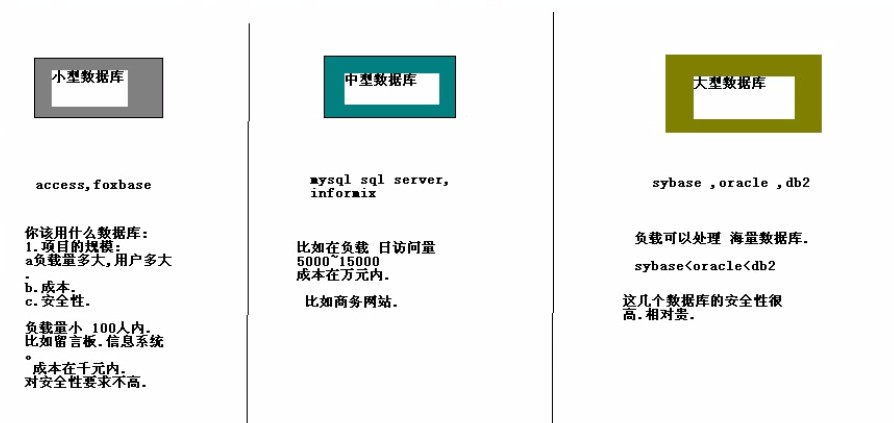 小型数据库
access,foxbase
你该用什么数据库:
1.项目的规模:
a负载量多大,用户多大
.
b.成本.
c.安全性.
负载量小 100人内.
比如留言板.信息系统
。
成本在千元内.
对安全性要求不高.
中型数据库
mysql sql server,
informix
比如在负载 日访问量
5000~15000
成本在万元内.
比如商务网站.
大型数据库
sybase ,oracle ,db2
负载可以处理 海量数据库.
sybase<oracle<db2
这几个数据库的安全性很
高.相对贵.